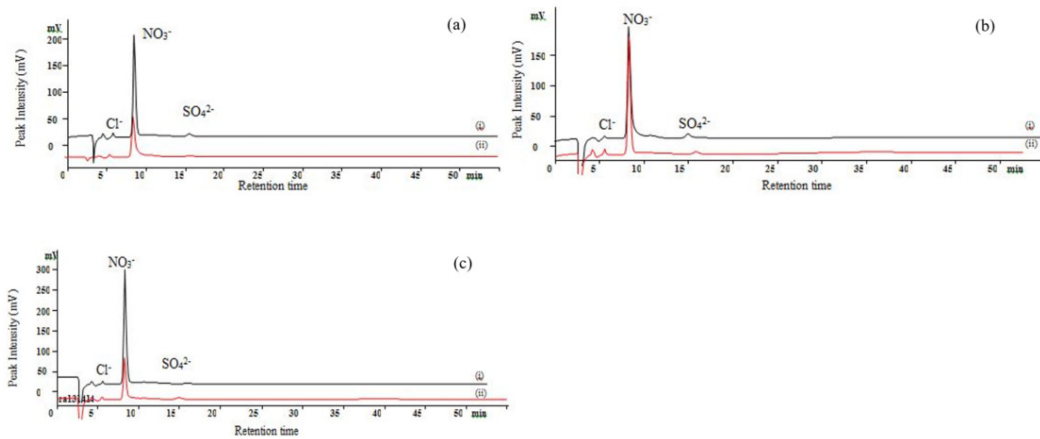 (a)
mV
Peak Intensity (mV)
200
150
100
50
0
NO₃⁻
Cl⁻
SO₄²⁻
(i)
(ii)
0 5 10 15 20 25 30 35 40 45 50 min
Retention time
(b)
mV
Peak Intensity (mV)
150
100
50
0
NO₃⁻
Cl⁻
SO₄²⁻
(i)
(ii)
0 5 10 15 20 25 30 35 40 45 50 min
Retention time
(c)
mV
Peak Intensity (mV)
300
250
200
150
100
50
0
NO₃⁻
Cl⁻
SO₄²⁻
(i)
(ii)
5 10 15 20 25 30 35 40 45 50 min
Retention time